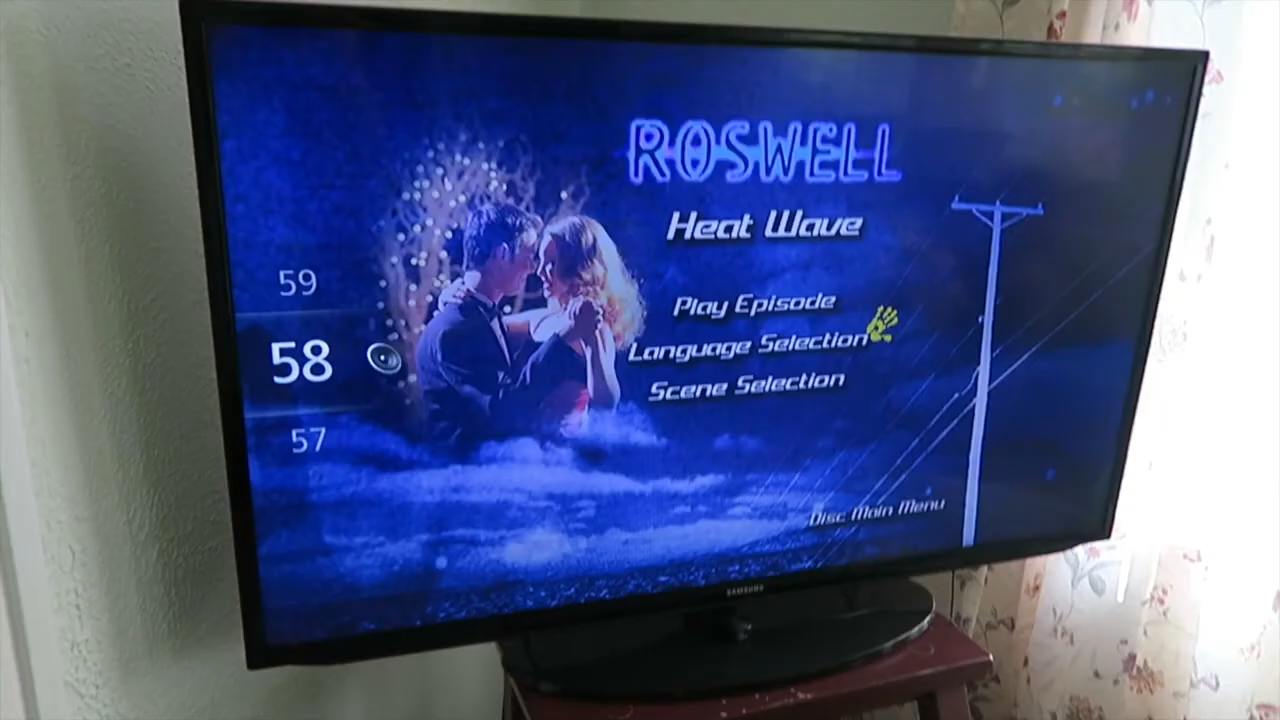 ROSWELL
Heat Wave
59
58
57
Play Episode
Language Selection
Scene Selection
Disc Main Menu
SAMSUNG